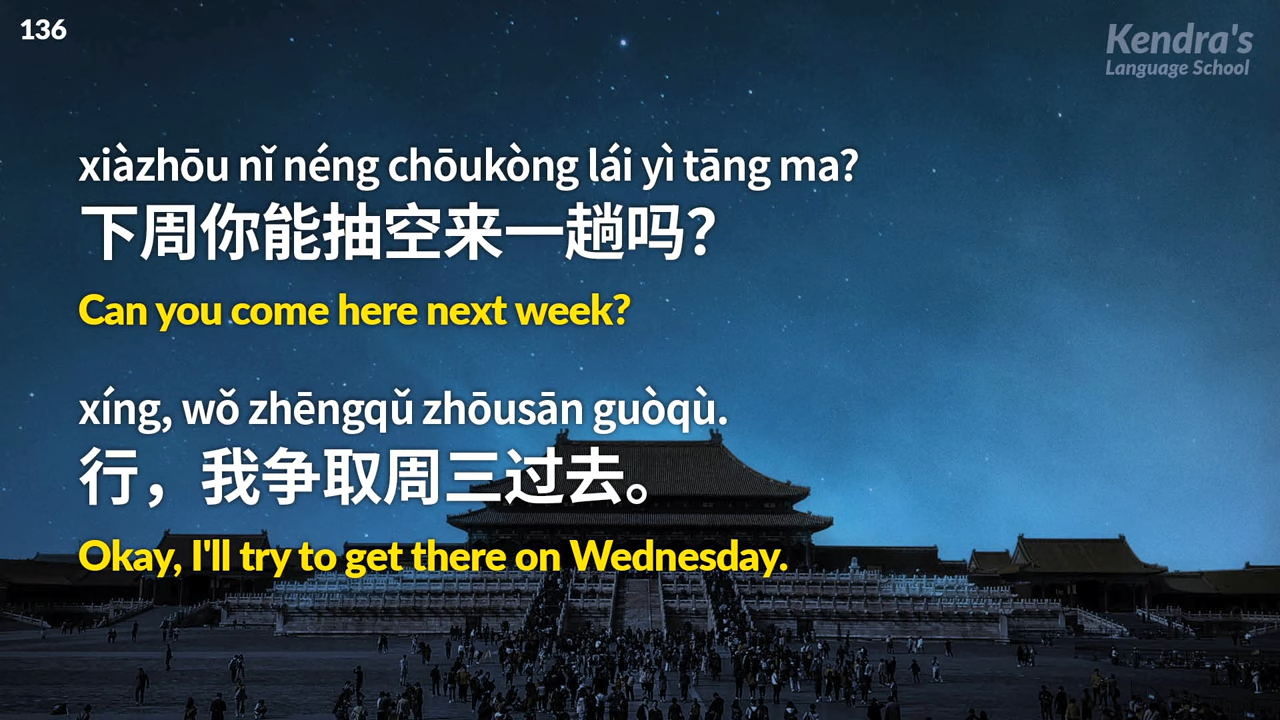 136
Kendra's
Language School
xiàzhōu nǐ néng chōukòng lái yì tāng ma?
下周你能抽空来一趟吗？
Can you come here next week?
xíng, wǒ zhēngqǔ zhōusān guòqù.
行，我争取周三过去。
Okay, I'll try to get there on Wednesday.